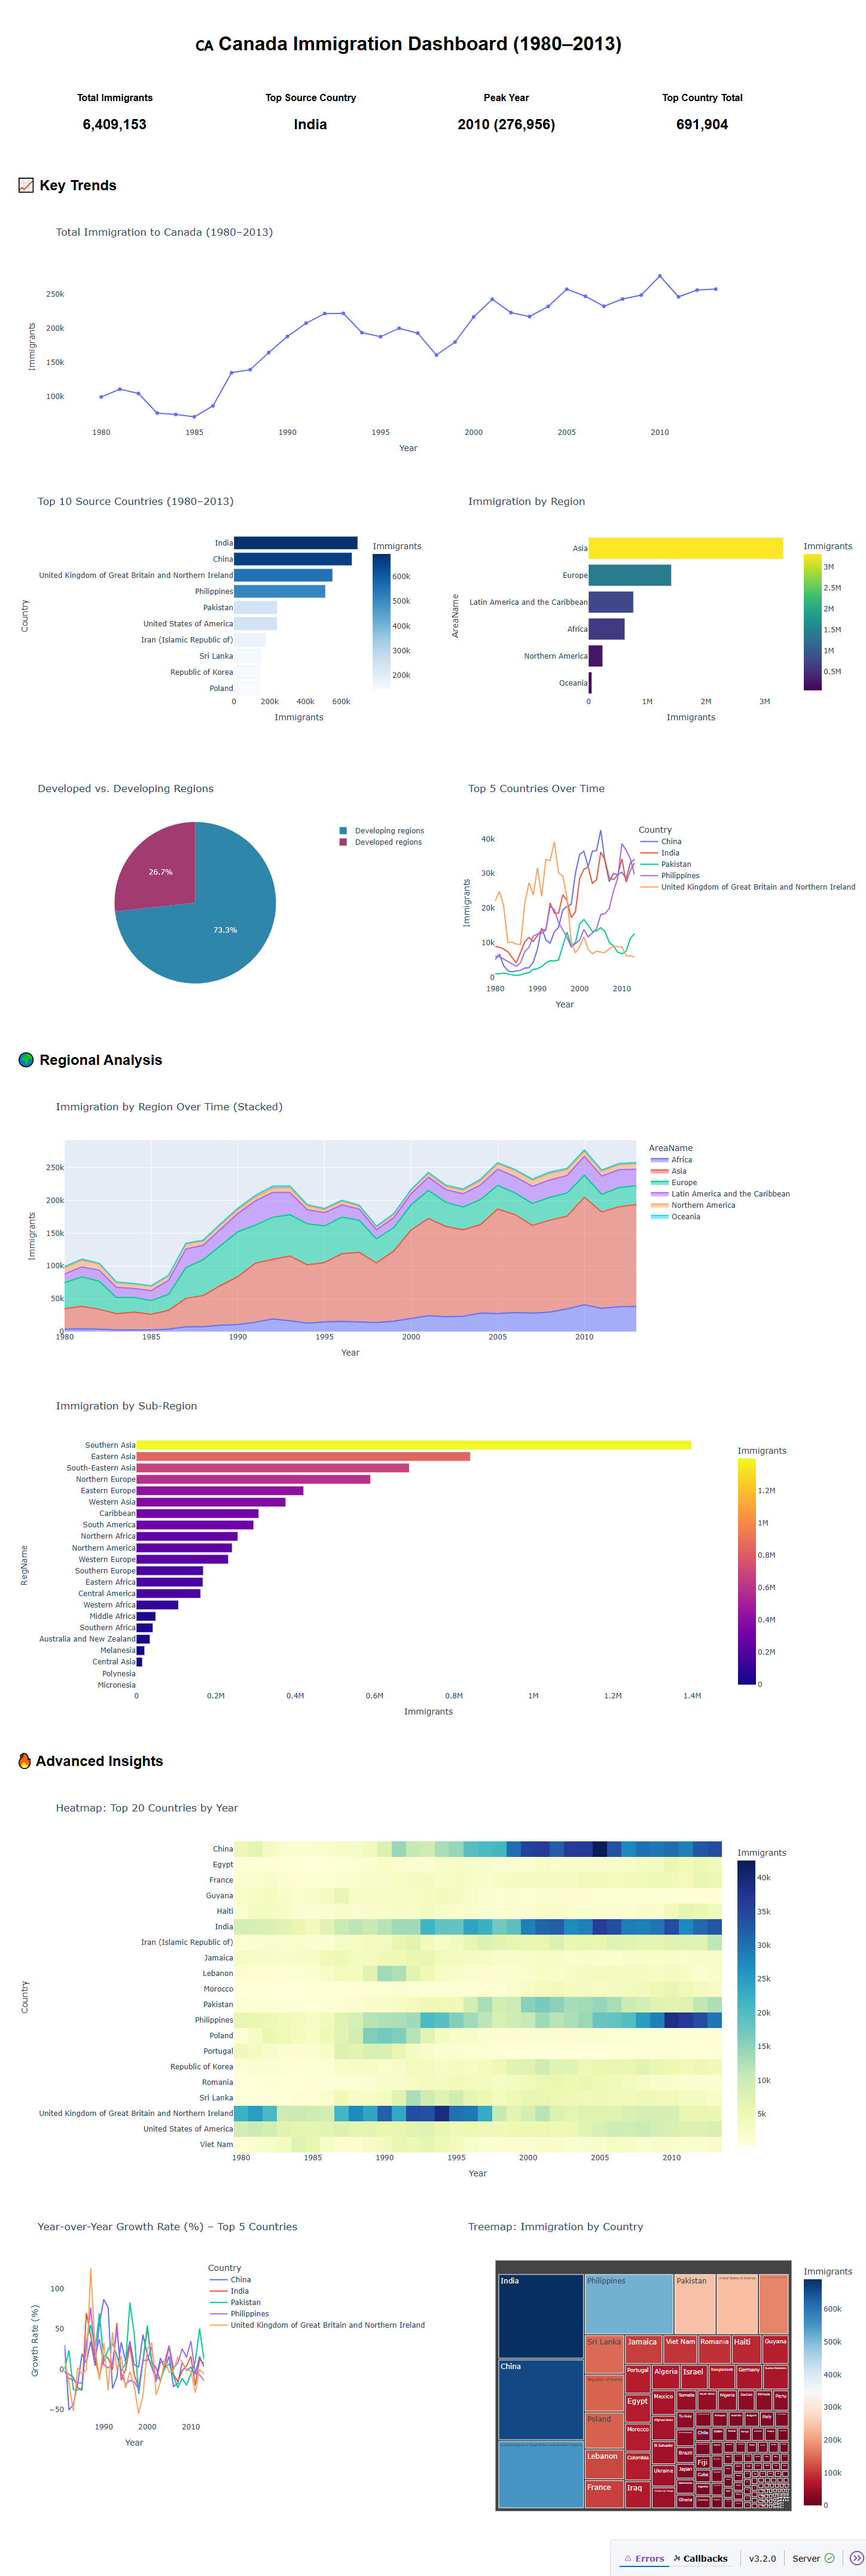 CA Canada Immigration Dashboard (1980–2013)
Total Immigrants
Top Source Country
Peak Year
Top Country Total
6,409,153
India
2010 (276,956)
691,904
Key Trends
Total Immigration to Canada (1980–2013)
250k
200k
150k
100k
Immigrants
1980 1985 1990 1995 2000 2005 2010
Year
Top 10 Source Countries (1980–2013)
Country
India
China
United Kingdom of Great Britain and Northern Ireland
Philippines
Pakistan
United States of America
Iran (Islamic Republic of)
Sri Lanka
Republic of Korea
Poland
0 200k 400k 600k
Immigrants
Immigrants
600k
500k
400k
300k
200k
Immigration by Region
AreaName
Asia
Europe
Latin America and the Caribbean
Africa
Northern America
Oceania
0 1M 2M 3M
Immigrants
Immigrants
3M
2.5M
2M
1.5M
1M
0.5M
Developed vs. Developing Regions
26.7%
73.3%
Developing regions
Developed regions
Top 5 Countries Over Time
40k
30k
20k
10k
0
Immigrants
1980 1990 2000 2010
Year
Country
China
India
Pakistan
Philippines
United Kingdom of Great Britain and Northern Ireland
Regional Analysis
Immigration by Region Over Time (Stacked)
250k
200k
150k
100k
50k
0
Immigrants
1980 1985 1990 1995 2000 2005 2010
Year
AreaName
Africa
Asia
Europe
Latin America and the Caribbean
Northern America
Oceania
Immigration by Sub-Region
RegName
Southern Asia
Eastern Asia
South-Eastern Asia
Northern Europe
Eastern Europe
Western Asia
Caribbean
South America
Northern Africa
Northern America
Western Europe
Southern Europe
Eastern Africa
Central America
Western Africa
Middle Africa
Southern Africa
Australia and New Zealand
Melanesia
Central Asia
Polynesia
Micronesia
0 0.2M 0.4M 0.6M 0.8M 1M 1.2M 1.4M
Immigrants
Immigrants
1.2M
1M
0.8M
0.6M
0.4M
0.2M
0
Advanced Insights
Heatmap: Top 20 Countries by Year
Country
China
Egypt
France
Guyana
Haiti
India
Iran (Islamic Republic of)
Jamaica
Lebanon
Morocco
Pakistan
Philippines
Poland
Portugal
Republic of Korea
Romania
Sri Lanka
United Kingdom of Great Britain and Northern Ireland
United States of America
Viet Nam
1980 1985 1990 1995 2000 2005 2010
Year
Immigrants
40k
35k
30k
25k
20k
15k
10k
5k
Year-over-Year Growth Rate (%) – Top 5 Countries
100
50
0
−50
Growth Rate (%)
1990 2000 2010
Year
Country
China
India
Pakistan
Philippines
United Kingdom of Great Britain and Northern Ireland
Treemap: Immigration by Country
India
China
Philippines
Pakistan
Sri Lanka
Poland
Lebanon
France
Jamaica
Viet Nam
Romania
Haiti
Guyana
Portugal
Egypt
Morocco
Colombia
Iraq
Algeria
Israel
Germany
Mexico
El Salvador
Ukraine
Somalia
Nigeria
Peru
Turkey
Chile
Italy
Brazil
Fiji
Japan
Cuba
Ghana
Immigrants
600k
500k
400k
300k
200k
100k
0
Errors
Callbacks
v3.2.0
Server